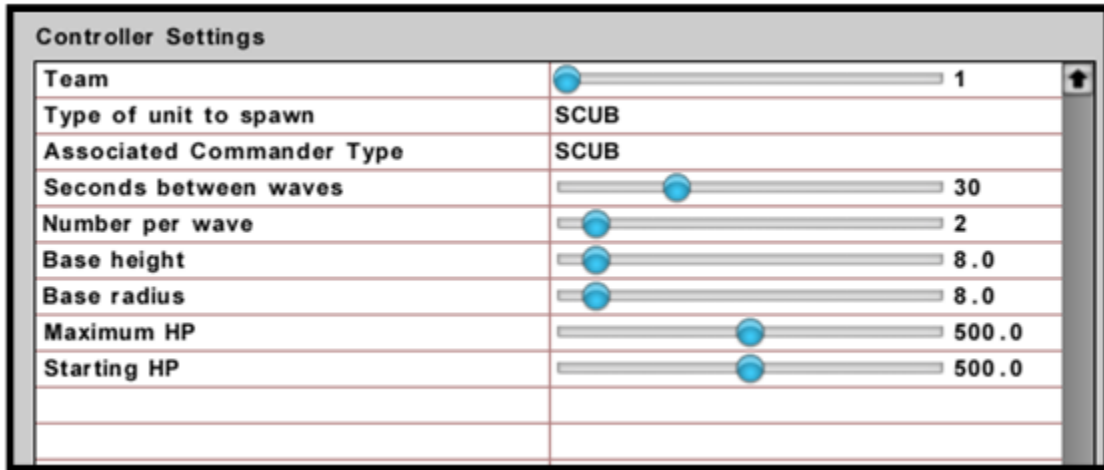 Controller Settings
Team 1
Type of unit to spawn SCUB
Associated Commander Type SCUB
Seconds between waves 30
Number per wave 2
Base height 8.0
Base radius 8.0
Maximum HP 500.0
Starting HP 500.0